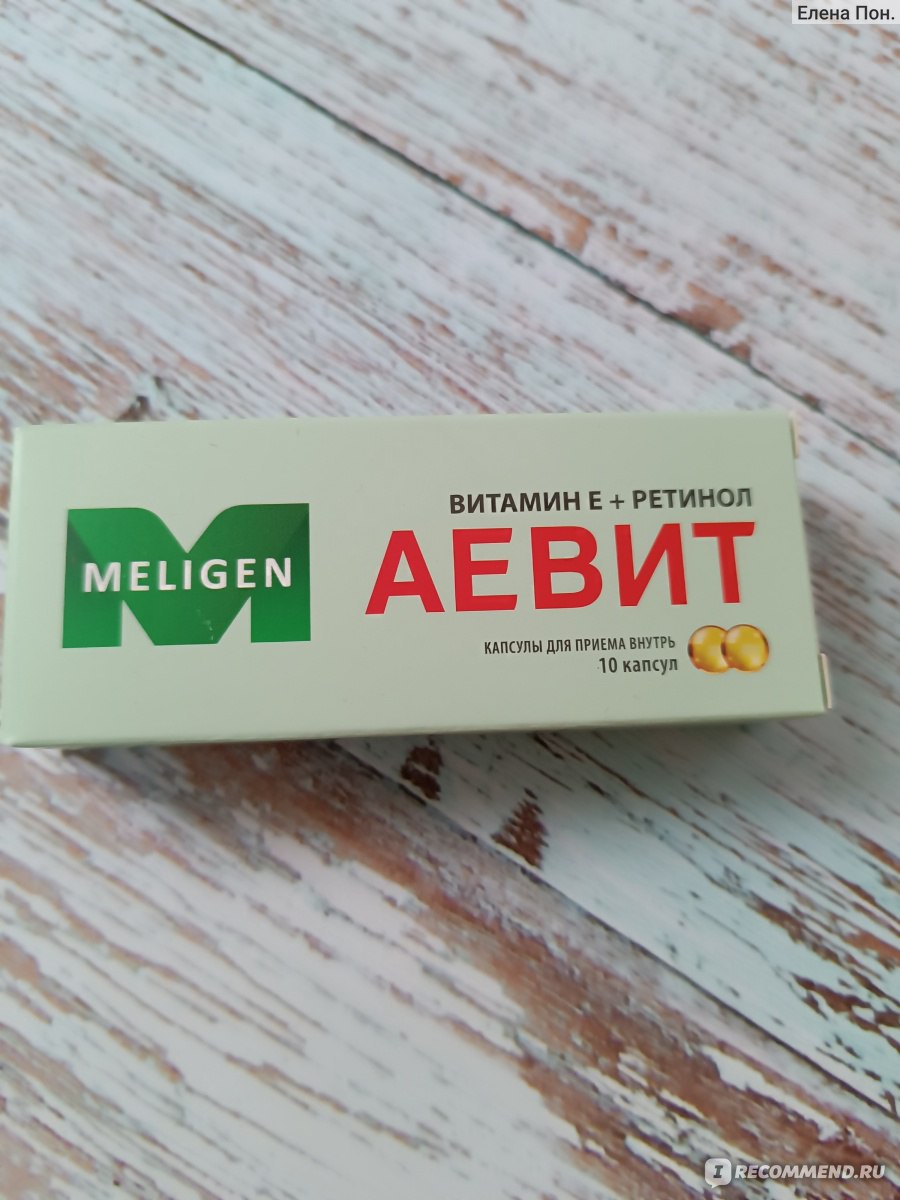 Елена Пон.
MELIGEN
ВИТАМИН Е + РЕТИНОЛ
АЕВИТ
КАПСУЛЫ ДЛЯ ПРИЕМА ВНУТРЬ
10 капсул
IRECOMMEND.RU